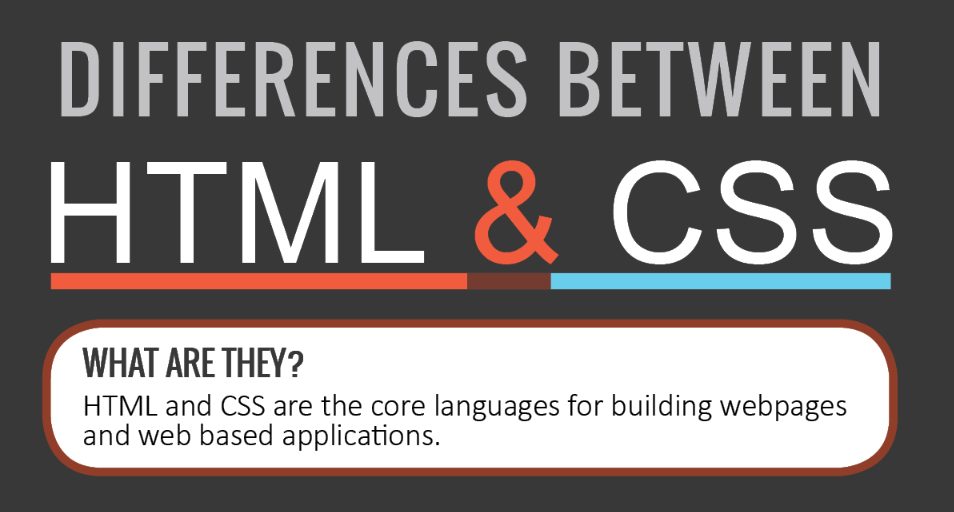 DIFFERENCES BETWEEN
HTML & CSS
WHAT ARE THEY?
HTML and CSS are the core languages for building webpages
and web based applications.